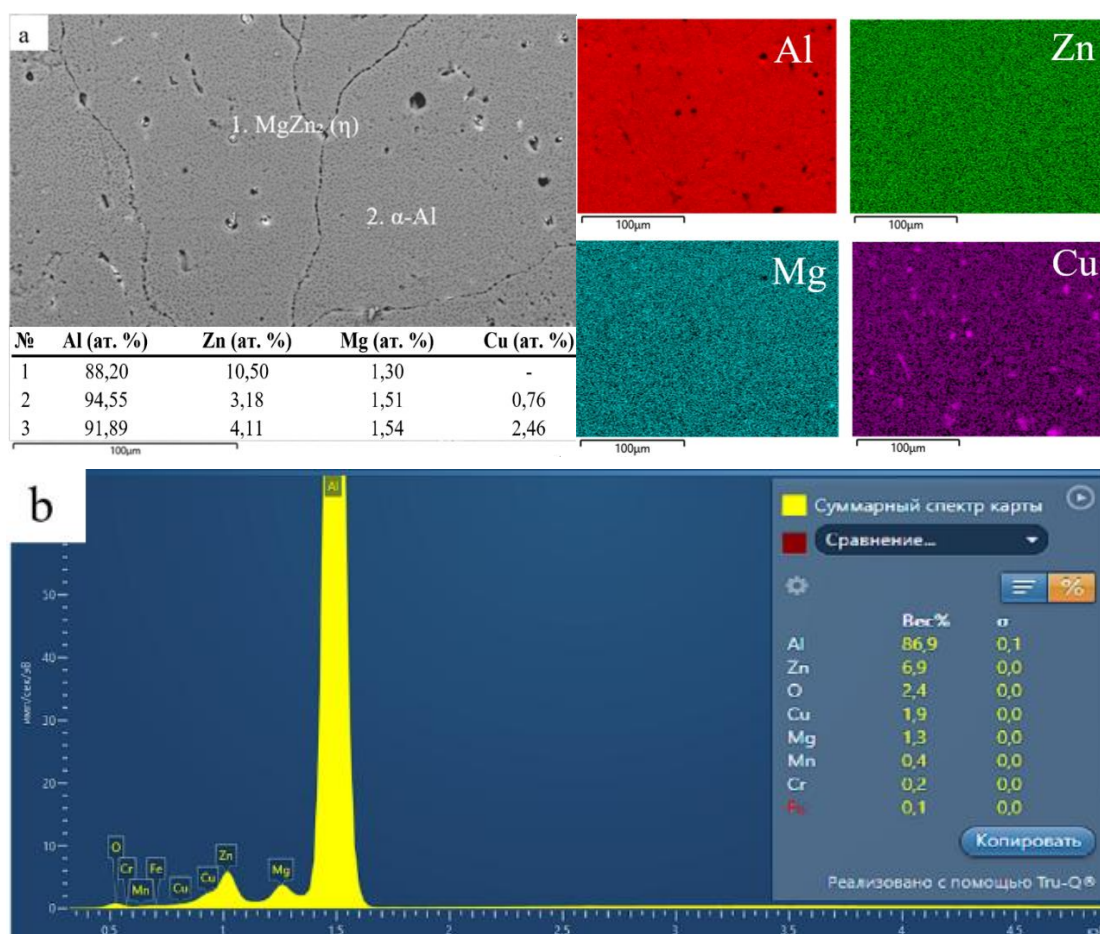 a
1. MgZn₂ (η)
2. α-Al
Al
Zn
100μm
100μm
Mg
Cu
100μm
100μm
№ Al (ат. %) Zn (ат. %) Mg (ат. %) Cu (ат. %)
1 88,20 10,50 1,30 -
2 94,55 3,18 1,51 0,76
3 91,89 4,11 1,54 2,46
100μm
b
Суммарный спектр карты
Сравнение...
%
Вес% σ
Al 86,9 0,1
Zn 6,9 0,0
O 2,4 0,0
Cu 1,9 0,0
Mg 1,3 0,0
Mn 0,4 0,0
Cr 0,2 0,0
Fe 0,1 0,0
Копировать
Реализовано с помощью Tru-Q®
имп/сек/эВ
50
40
30
20
10
0
Al
O
Cr
Mn
Fe
Cu
Cu
Zn
Mg
0.5 1 1.5 2 2.5 3 3.5 4 4.5